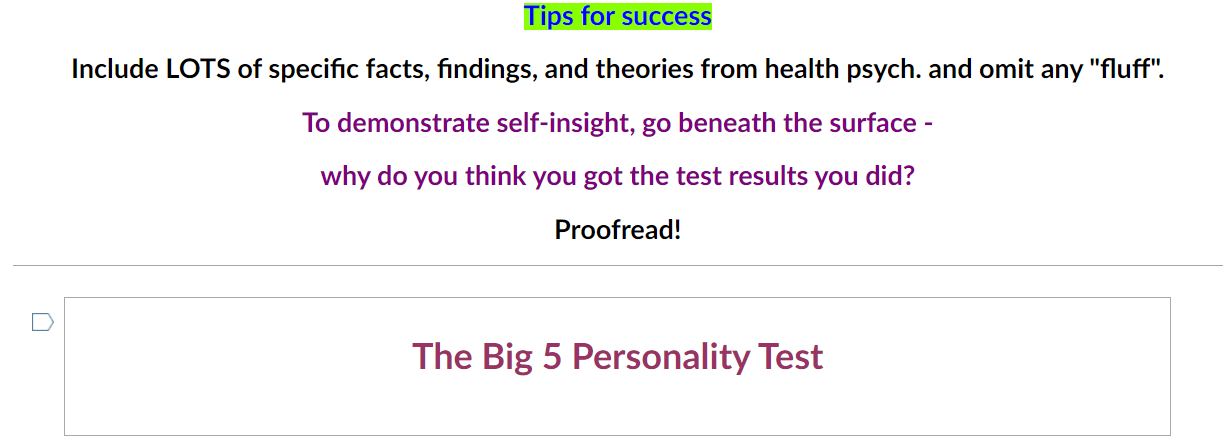 Tips for success
Include LOTS of specific facts, findings, and theories from health psych. and omit any "fluff".
To demonstrate self-insight, go beneath the surface -
why do you think you got the test results you did?
Proofread!
The Big 5 Personality Test